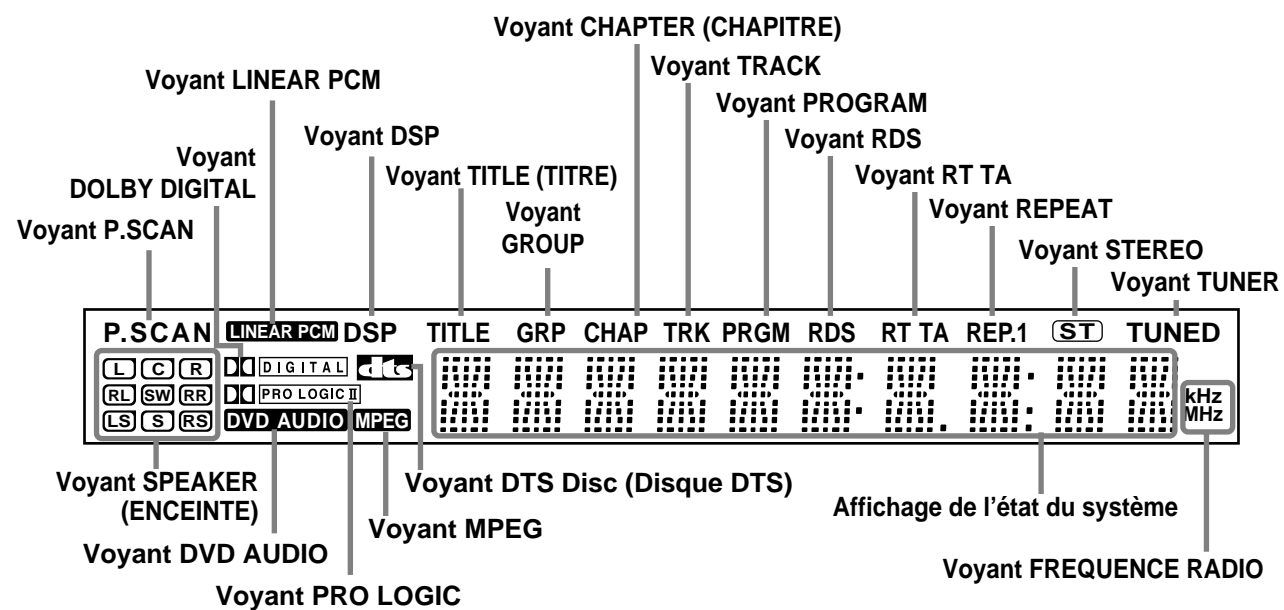 Voyant CHAPTER (CHAPITRE)
Voyant TRACK
Voyant LINEAR PCM
Voyant PROGRAM
Voyant DSP
Voyant RDS
Voyant
DOLBY DIGITAL
Voyant TITLE (TITRE)
Voyant RT TA
Voyant
GROUP
Voyant REPEAT
Voyant P.SCAN
Voyant STEREO
Voyant TUNER
P.SCAN LINEAR PCM DSP TITLE GRP CHAP TRK PRGM RDS RT TA REP.1 ST TUNED
L C R DIGITAL dts
RL SW RR PRO LOGIC II
LS S RS DVD AUDIO MPEG
kHz
MHz
Voyant SPEAKER
(ENCEINTE)
Voyant DTS Disc (Disque DTS)
Affichage de l'état du système
Voyant MPEG
Voyant DVD AUDIO
Voyant FREQUENCE RADIO
Voyant PRO LOGIC